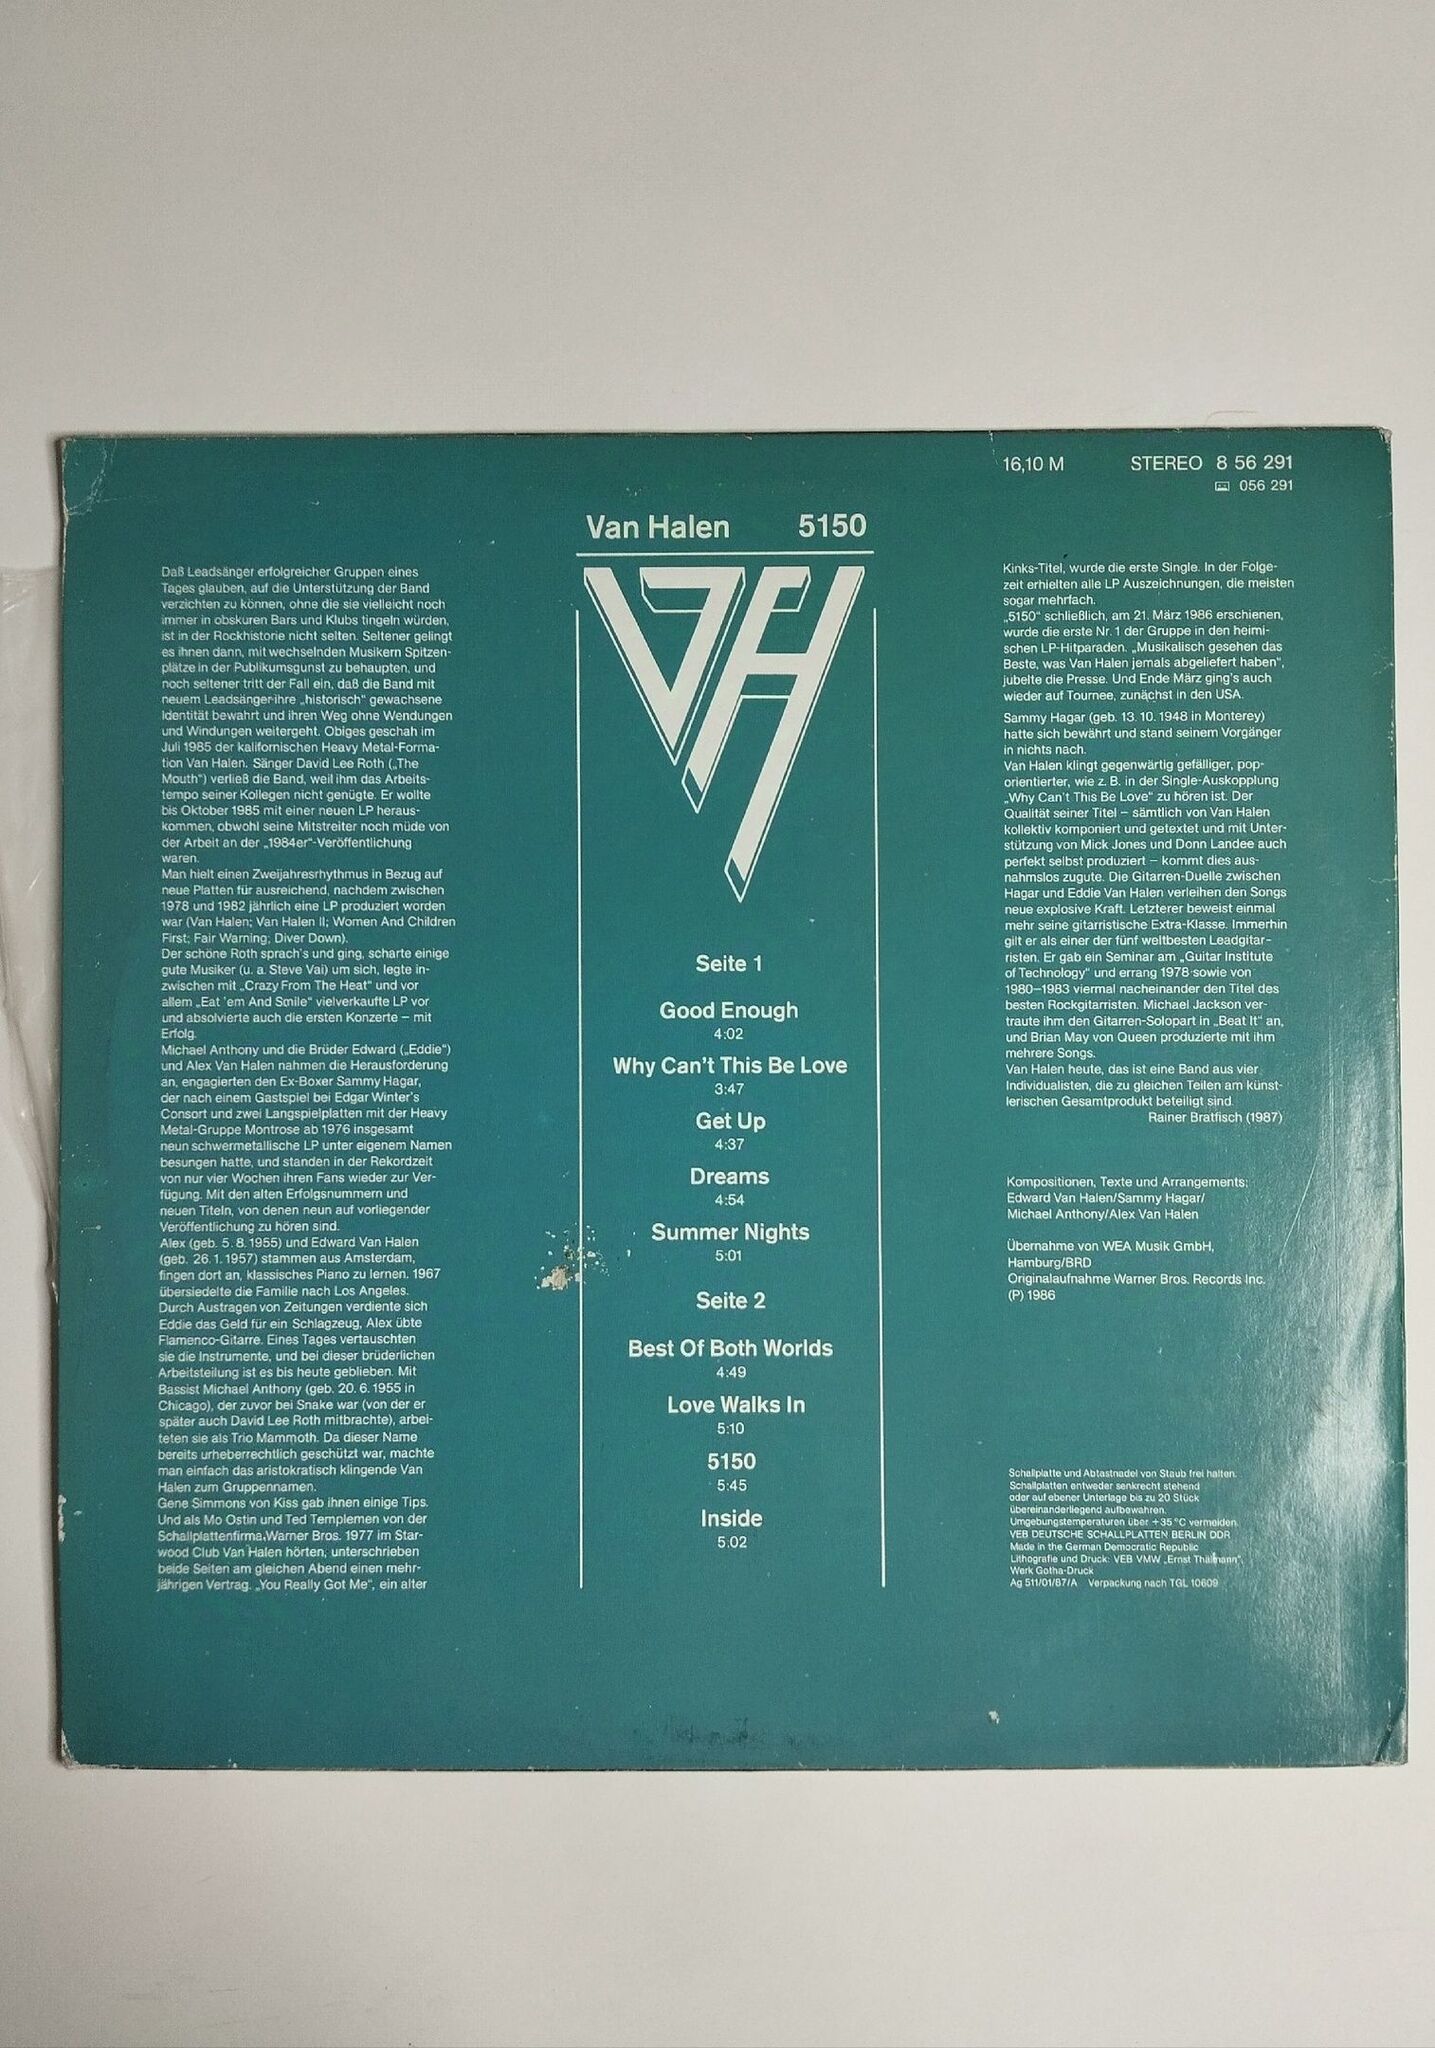 16,10 M STEREO 8 56 291
056 291
Van Halen 5150
VH
Daß Leadsänger erfolgreicher Gruppen eines
Tages glauben, auf die Unterstützung der Band
verzichten zu können, ohne die sie vielleicht noch
immer in obskuren Bars und Klubs tingeln würden,
ist in der Rockhistorie nicht selten. Seltener gelingt
es ihnen dann, mit wechselnden Musikern Spitzen-
plätze in der Publikumsgunst zu behaupten, und
noch seltener tritt der Fall ein, daß die Band mit
neuem Leadsänger ihre „historisch" gewachsene
Identität bewahrt und ihren Weg ohne Wendungen
und Windungen weitergeht. Obiges geschah im
Juli 1985 der kalifornischen Heavy Metal-Forma-
tion Van Halen. Sänger David Lee Roth („The
Mouth") verließ die Band, weil ihm das Arbeits-
tempo seiner Kollegen nicht genügte. Er wollte
bis Oktober 1985 mit einer neuen LP heraus-
kommen, obwohl seine Mitstreiter noch müde von
der Arbeit an der „1984er"-Veröffentlichung
waren.
Man hielt einen Zweijahresrhythmus in Bezug auf
neue Platten für ausreichend, nachdem zwischen
1978 und 1982 jährlich eine LP produziert worden
war (Van Halen; Van Halen II; Women And Children
First; Fair Warning; Diver Down).
Der schöne Roth sprach's und ging, scharte einige
gute Musiker (u. a. Steve Vai) um sich, legte in-
zwischen mit „Crazy From The Heat" und vor
allem „Eat 'em And Smile" vielverkaufte LP vor
und absolvierte auch die ersten Konzerte – mit
Erfolg.
Michael Anthony und die Brüder Edward („Eddie")
und Alex Van Halen nahmen die Herausforderung
an, engagierten den Ex-Boxer Sammy Hagar,
der nach einem Gastspiel bei Edgar Winter's
Consort und zwei Langspielplatten mit der Heavy
Metal-Gruppe Montrose ab 1976 insgesamt
neun schwermetallische LP unter eigenem Namen
besungen hatte, und standen in der Rekordzeit
von nur vier Wochen ihren Fans wieder zur Ver-
fügung. Mit den alten Erfolgsnummern und
neuen Titeln, von denen neun auf vorliegender
Veröffentlichung zu hören sind.
Alex (geb. 5. 8. 1955) und Edward Van Halen
(geb. 26. 1. 1957) stammen aus Amsterdam,
fingen dort an, klassisches Piano zu lernen. 1967
übersiedelte die Familie nach Los Angeles.
Durch Austragen von Zeitungen verdiente sich
Eddie das Geld für ein Schlagzeug, Alex übte
Flamenco-Gitarre. Eines Tages vertauschten
sie die Instrumente, und bei dieser brüderlichen
Arbeitsteilung ist es bis heute geblieben. Mit
Bassist Michael Anthony (geb. 20. 6. 1955 in
Chicago), der zuvor bei Snake war (von der er
später auch David Lee Roth mitbrachte), arbei-
teten sie als Trio Mammoth. Da dieser Name
bereits urheberrechtlich geschützt war, machte
man einfach das aristokratisch klingende Van
Halen zum Gruppennamen.
Gene Simmons von Kiss gab ihnen einige Tips.
Und als Mo Ostin und Ted Templemen von der
Schallplattenfirma Warner Bros. 1977 im Star-
wood Club Van Halen hörten, unterschrieben
beide Seiten am gleichen Abend einen mehr-
jährigen Vertrag. „You Really Got Me", ein alter
Seite 1
Good Enough
4:02
Why Can't This Be Love
3:47
Get Up
4:37
Dreams
4:54
Summer Nights
5:01
Seite 2
Best Of Both Worlds
4:49
Love Walks In
5:10
5150
5:45
Inside
5:02
Kinks-Titel, wurde die erste Single. In der Folge-
zeit erhielten alle LP Auszeichnungen, die meisten
sogar mehrfach.
„5150" schließlich, am 21. März 1986 erschienen,
wurde die erste Nr. 1 der Gruppe in den heimi-
schen LP-Hitparaden. „Musikalisch gesehen das
Beste, was Van Halen jemals abgeliefert haben",
jubelte die Presse. Und Ende März ging's auch
wieder auf Tournee, zunächst in den USA.
Sammy Hagar (geb. 13. 10. 1948 in Monterey)
hatte sich bewährt und stand seinem Vorgänger
in nichts nach.
Van Halen klingt gegenwärtig gefälliger, pop-
orientierter, wie z. B. in der Single-Auskopplung
„Why Can't This Be Love" zu hören ist. Der
Qualität seiner Titel – sämtlich von Van Halen
kollektiv komponiert und getextet und mit Unter-
stützung von Mick Jones und Donn Landee auch
perfekt selbst produziert – kommt dies aus-
nahmslos zugute. Die Gitarren-Duelle zwischen
Hagar und Eddie Van Halen verleihen den Songs
neue explosive Kraft. Letzterer beweist einmal
mehr seine gitarristische Extra-Klasse. Immerhin
gilt er als einer der fünf weltbesten Leadgitar-
risten. Er gab ein Seminar am „Guitar Institute
of Technology" und errang 1978 sowie von
1980–1983 viermal nacheinander den Titel des
besten Rockgitarristen. Michael Jackson ver-
traute ihm den Gitarren-Solopart in „Beat It" an,
und Brian May von Queen produzierte mit ihm
mehrere Songs.
Van Halen heute, das ist eine Band aus vier
Individualisten, die zu gleichen Teilen am künst-
lerischen Gesamtprodukt beteiligt sind.
Rainer Bratfisch (1987)
Kompositionen, Texte und Arrangements:
Edward Van Halen/Sammy Hagar/
Michael Anthony/Alex Van Halen
Übernahme von WEA Musik GmbH,
Hamburg/BRD
Originalaufnahme Warner Bros. Records Inc.
(P) 1986
Schallplatte und Abtastnadel von Staub frei halten.
Schallplatten entweder senkrecht stehend
oder auf ebener Unterlage bis zu 20 Stück
übereinanderliegend aufbewahren.
Umgebungstemperaturen über +35 °C vermeiden.
VEB DEUTSCHE SCHALLPLATTEN BERLIN DDR
Made in the German Democratic Republic
Lithografie und Druck: VEB VMW „Ernst Thälmann",
Werk Gotha-Druck
Ag 511/01/87/A Verpackung nach TGL 10609